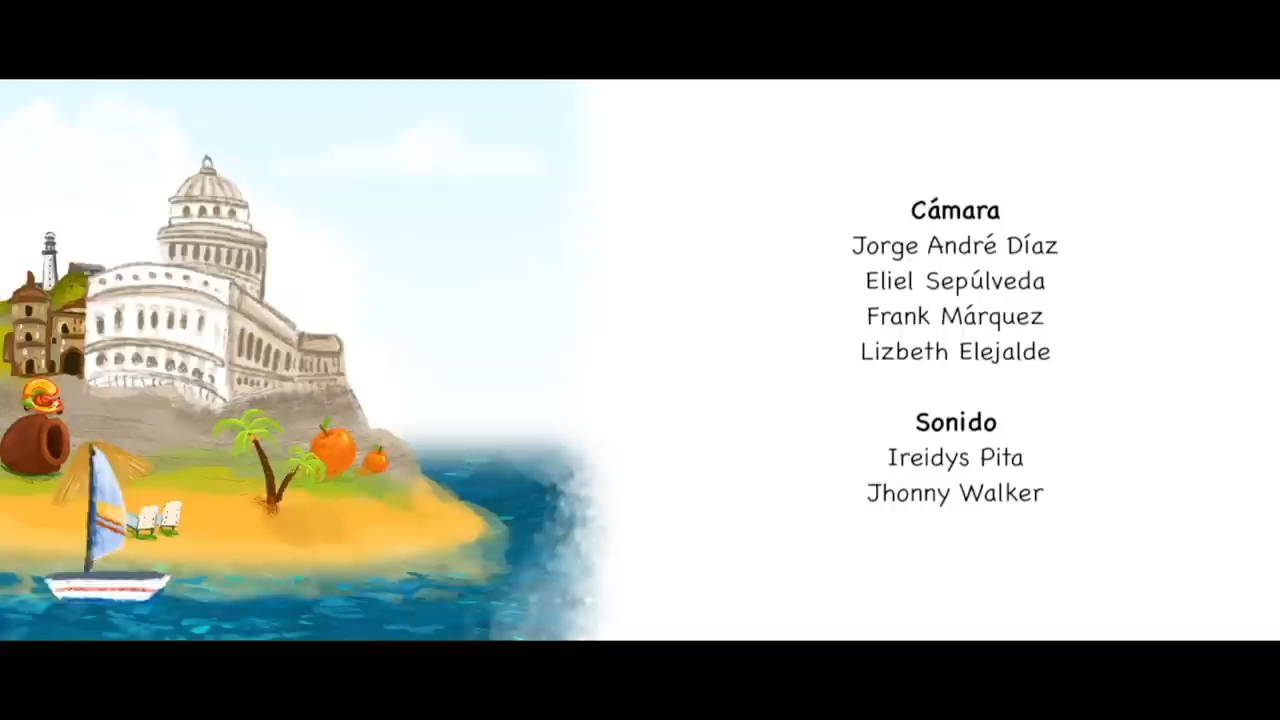 Cámara
Jorge André Díaz
Eliel Sepúlveda
Frank Márquez
Lizbeth Elejalde
Sonido
Ireidys Pita
Jhonny Walker